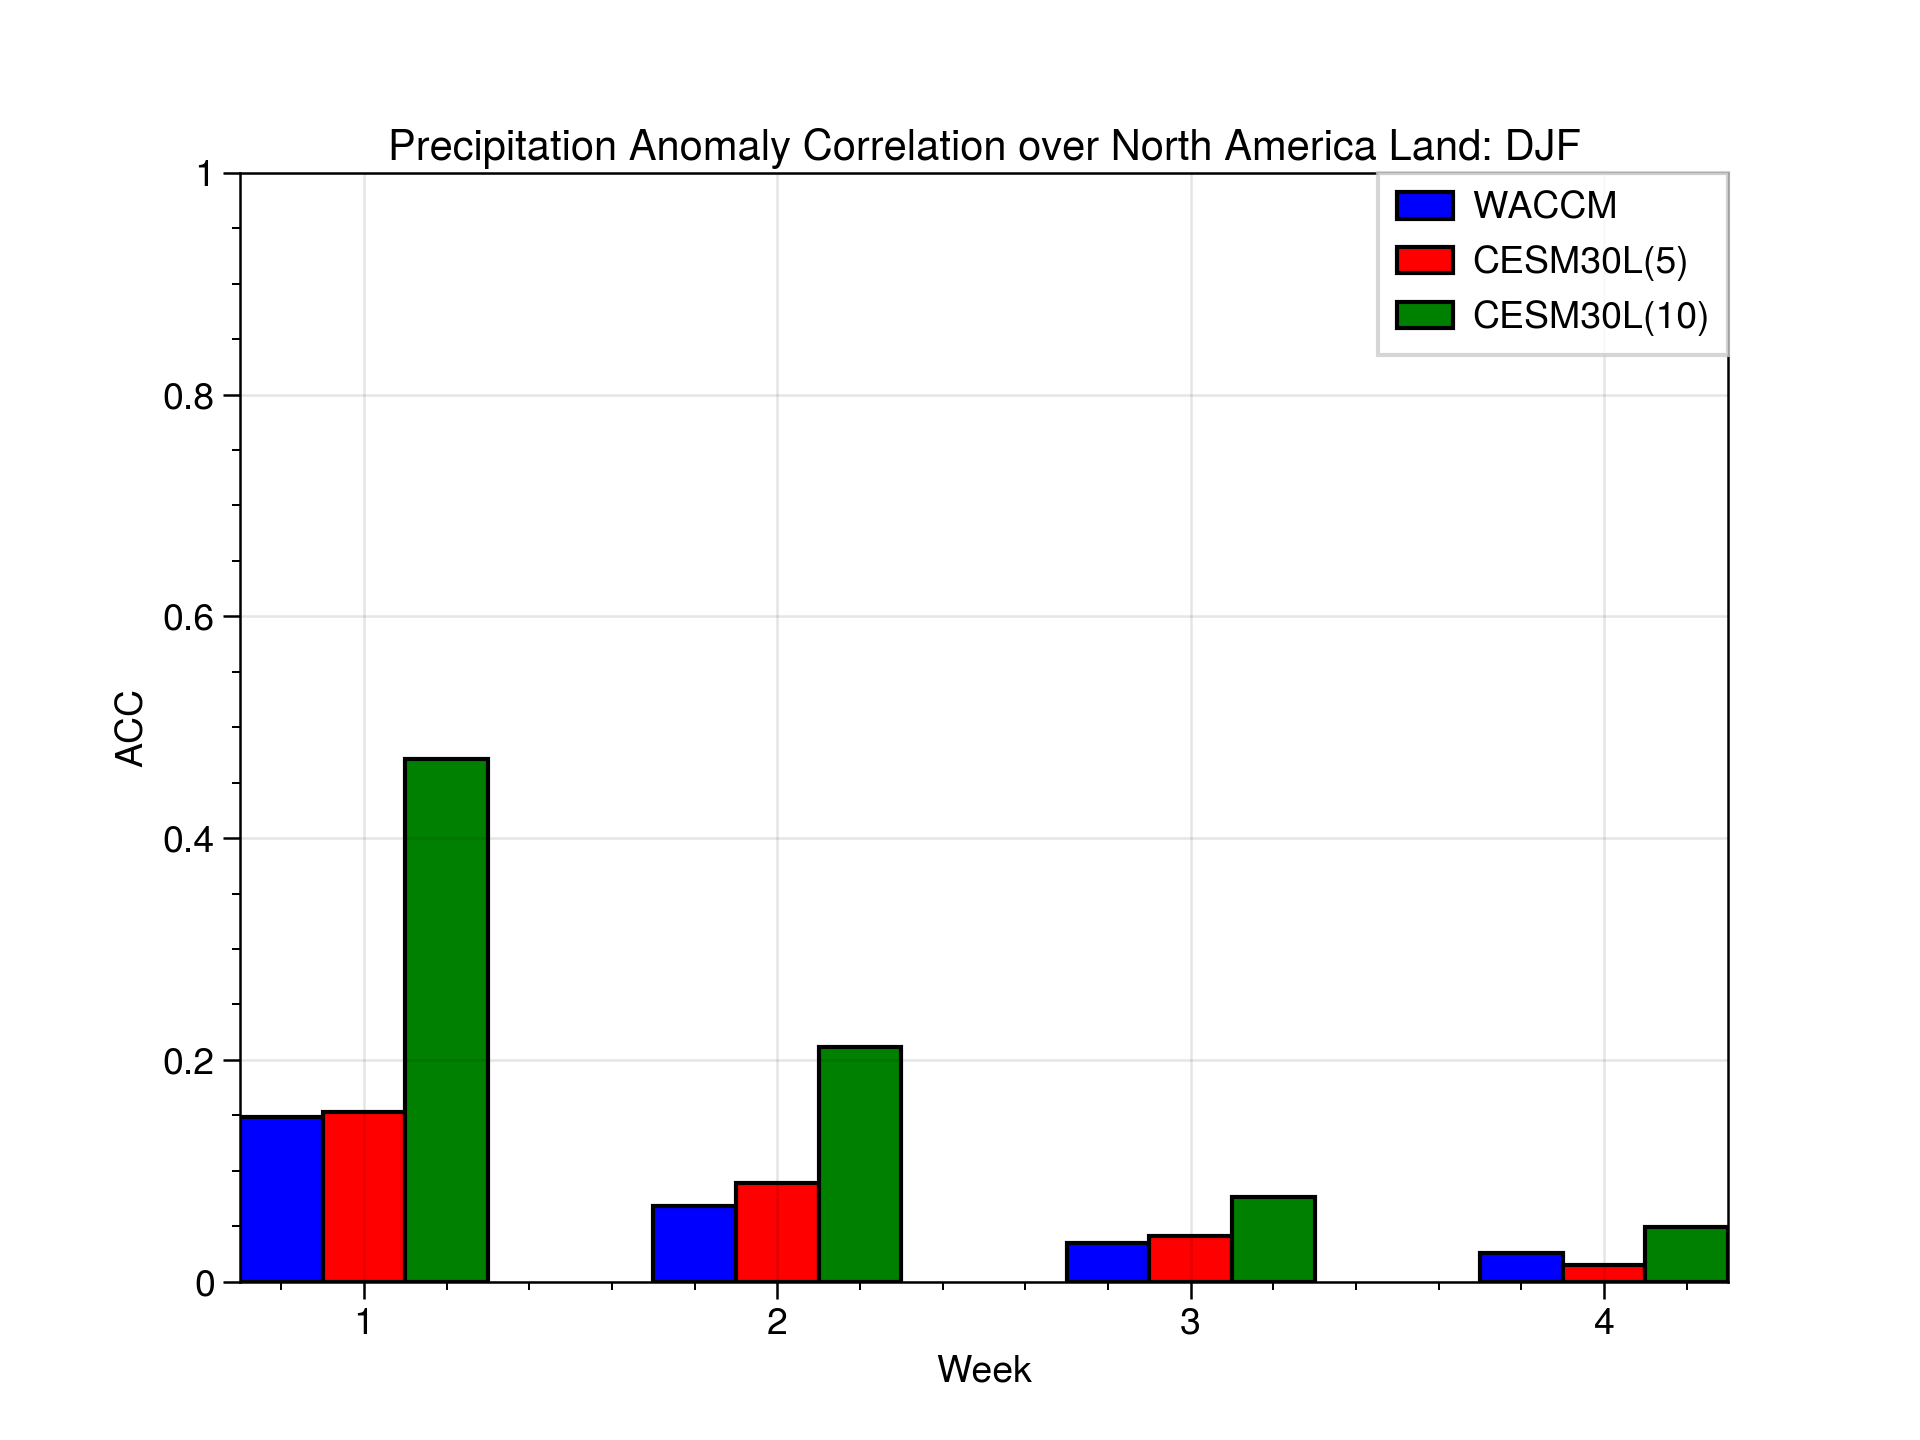 Precipitation Anomaly Correlation over North America Land: DJF
WACCM
CESM30L(5)
CESM30L(10)
1
0.8
0.6
0.4
0.2
0
ACC
1 2 3 4
Week